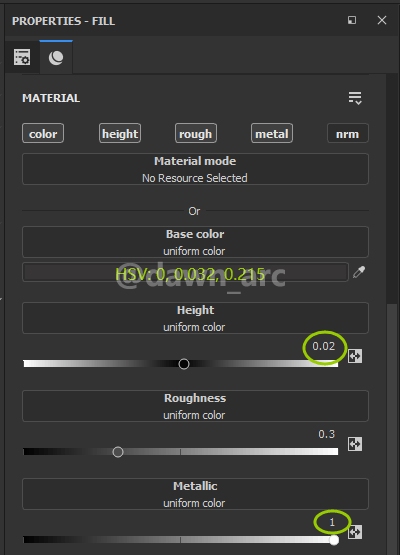 PROPERTIES - FILL
MATERIAL
color height rough metal nrm
Material mode
No Resource Selected
Or
Base color
uniform color
HSV: 0, 0.032, 0.215
@dawn_arc
Height
uniform color
0.02
Roughness
uniform color
0.3
Metallic
uniform color
1